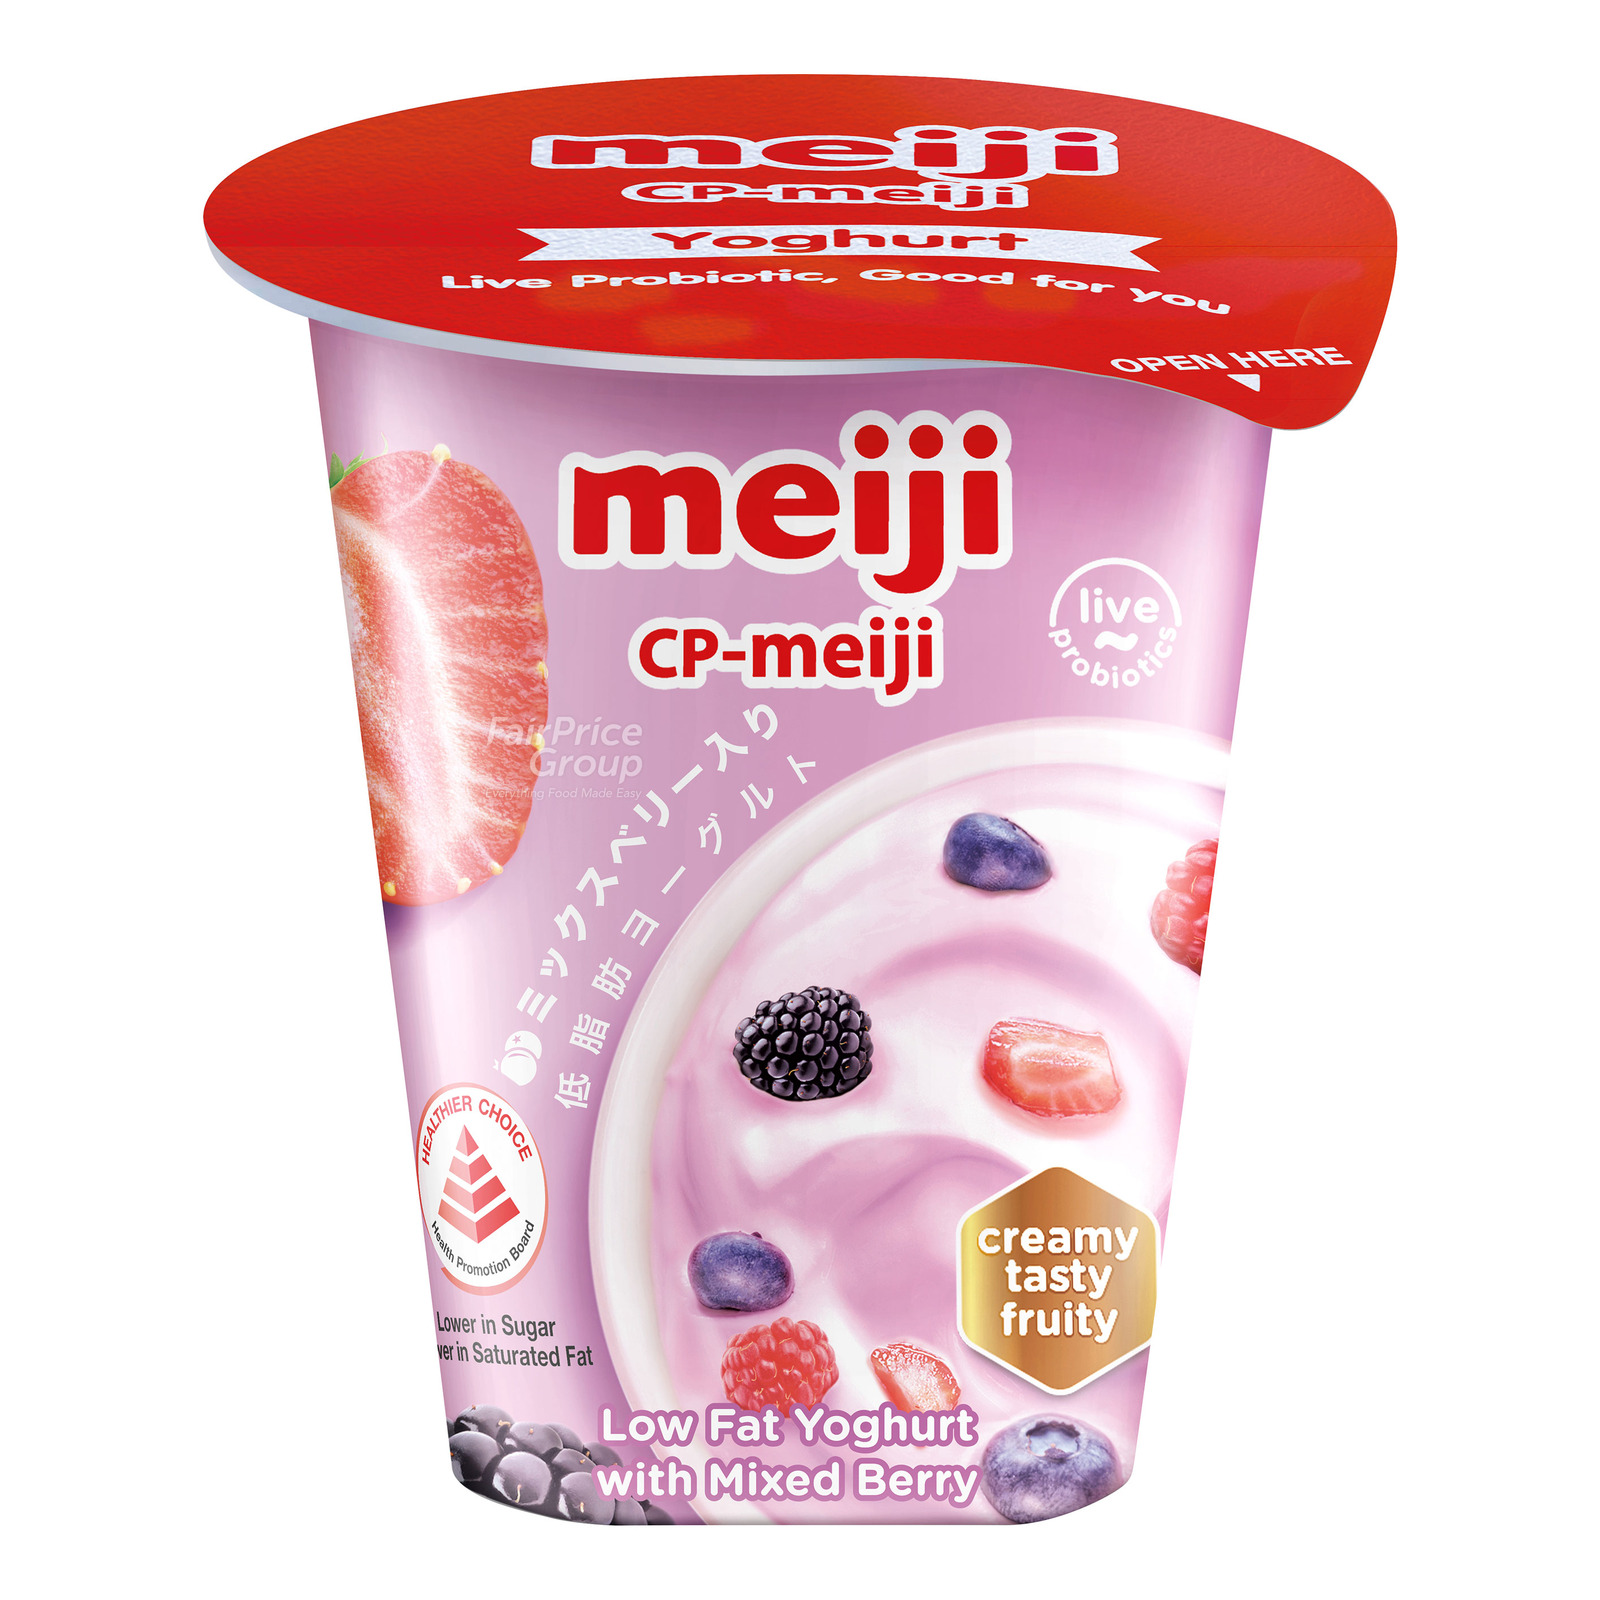 meiji
CP-meiji
Yoghurt
Live Probiotic, Good for you
OPEN HERE
meiji
CP-meiji
live
probiotics
FairPrice
Group
Everything Food Made Easy
ミックスベリー入り
低脂肪ヨーグルト
HEALTHIER CHOICE
Health Promotion Board
Lower in Sugar
in Saturated Fat
creamy
tasty
fruity
Low Fat Yoghurt
with Mixed Berry